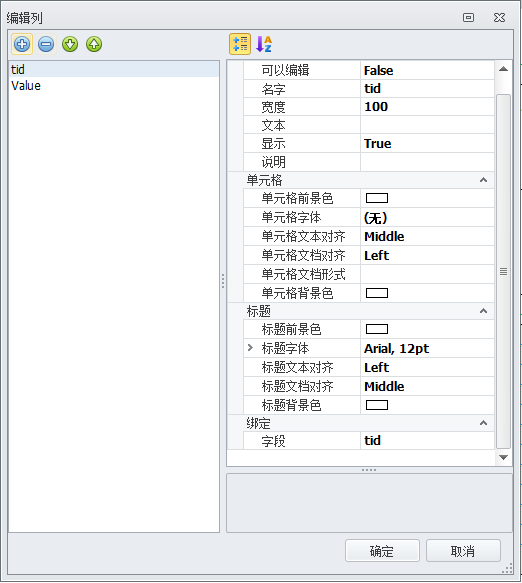 编辑列
tid
Value
可以编辑 False
名字 tid
宽度 100
文本
显示 True
说明
单元格
单元格前景色
单元格字体 (无)
单元格文本对齐 Middle
单元格文档对齐 Left
单元格文档形式
单元格背景色
标题
标题前景色
标题字体 Arial, 12pt
标题文本对齐 Left
标题文档对齐 Middle
标题背景色
绑定
字段 tid
确定 取消